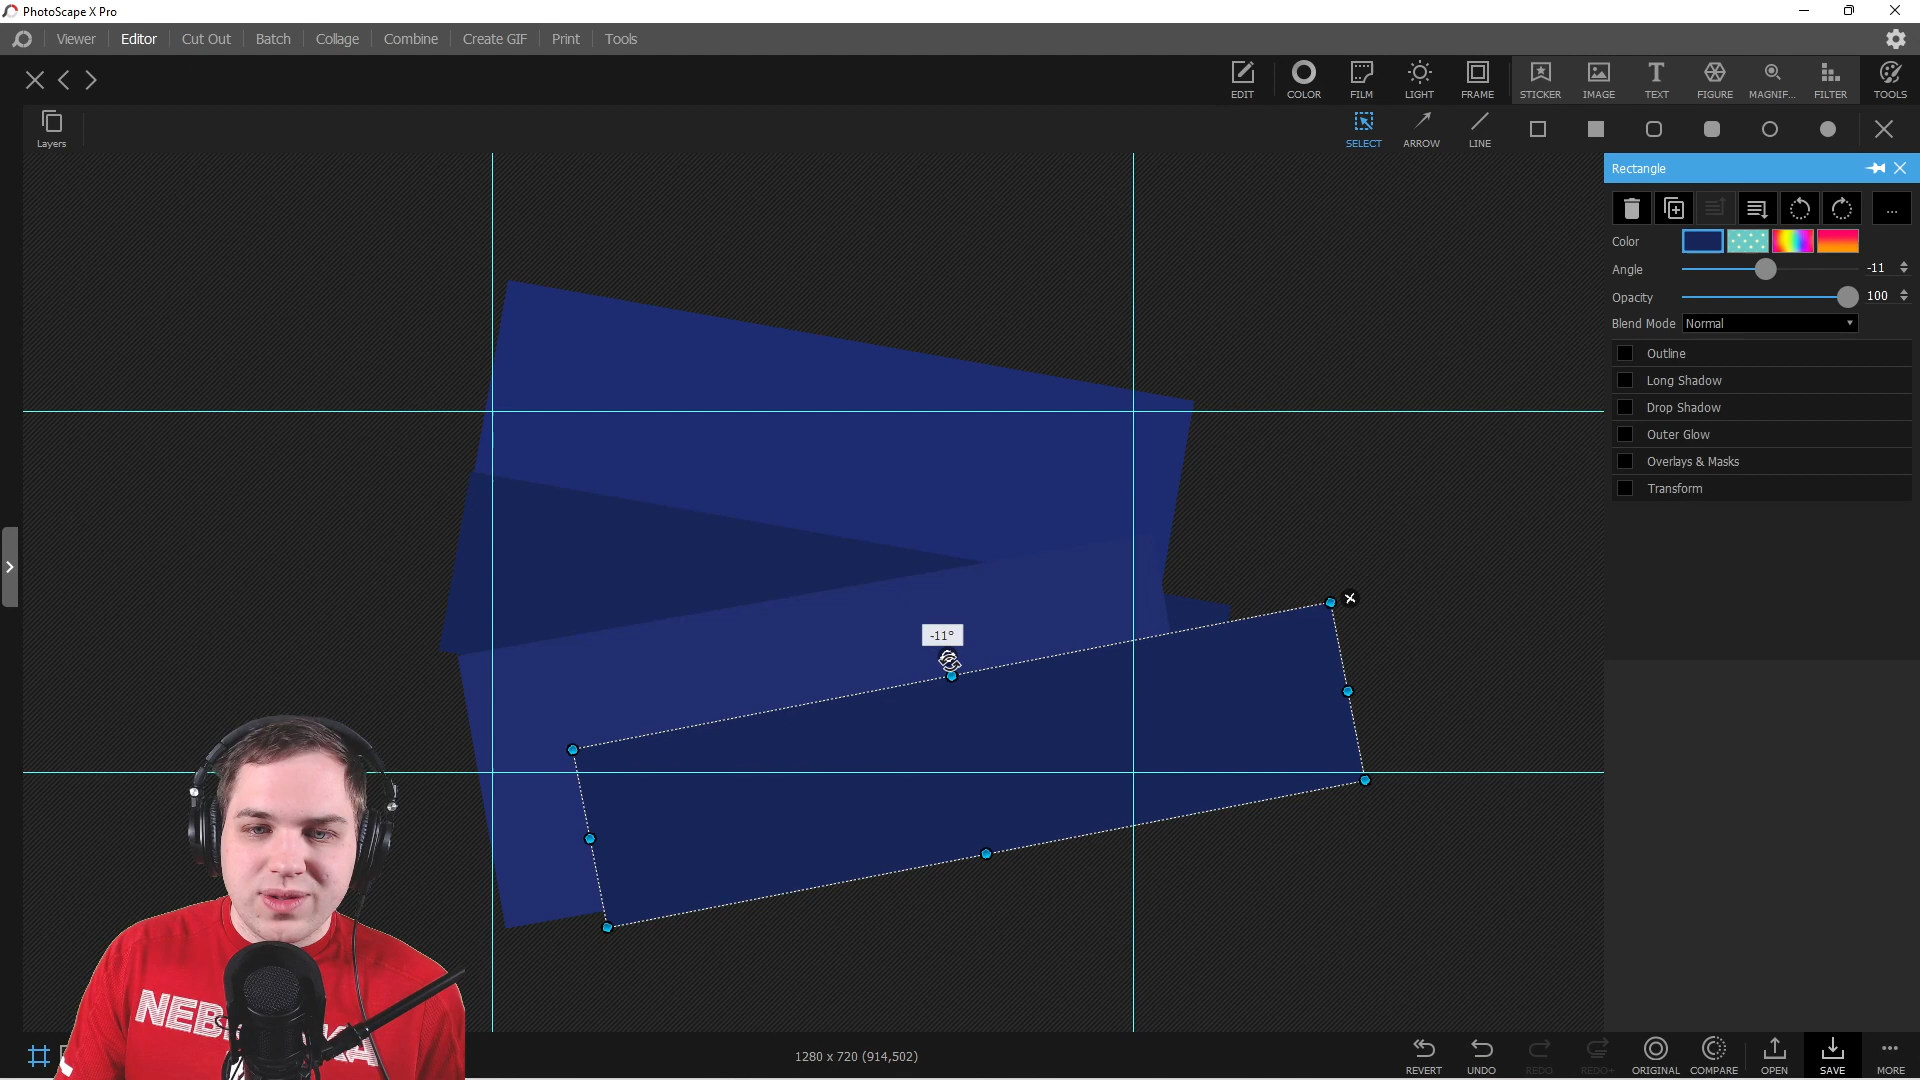 PhotoScape X Pro
Viewer Editor Cut Out Batch Collage Combine Create GIF Print Tools
EDIT COLOR FILM LIGHT FRAME STICKER IMAGE TEXT FIGURE MAGNIF... FILTER TOOLS
Layers SELECT ARROW LINE
Rectangle
...
Color
Angle -11
Opacity 100
Blend Mode Normal
Outline
Long Shadow
Drop Shadow
Outer Glow
Overlays & Masks
Transform
-11°
1280 x 720 (914,502)
REVERT UNDO REDO REDO+ ORIGINAL COMPARE OPEN SAVE MORE